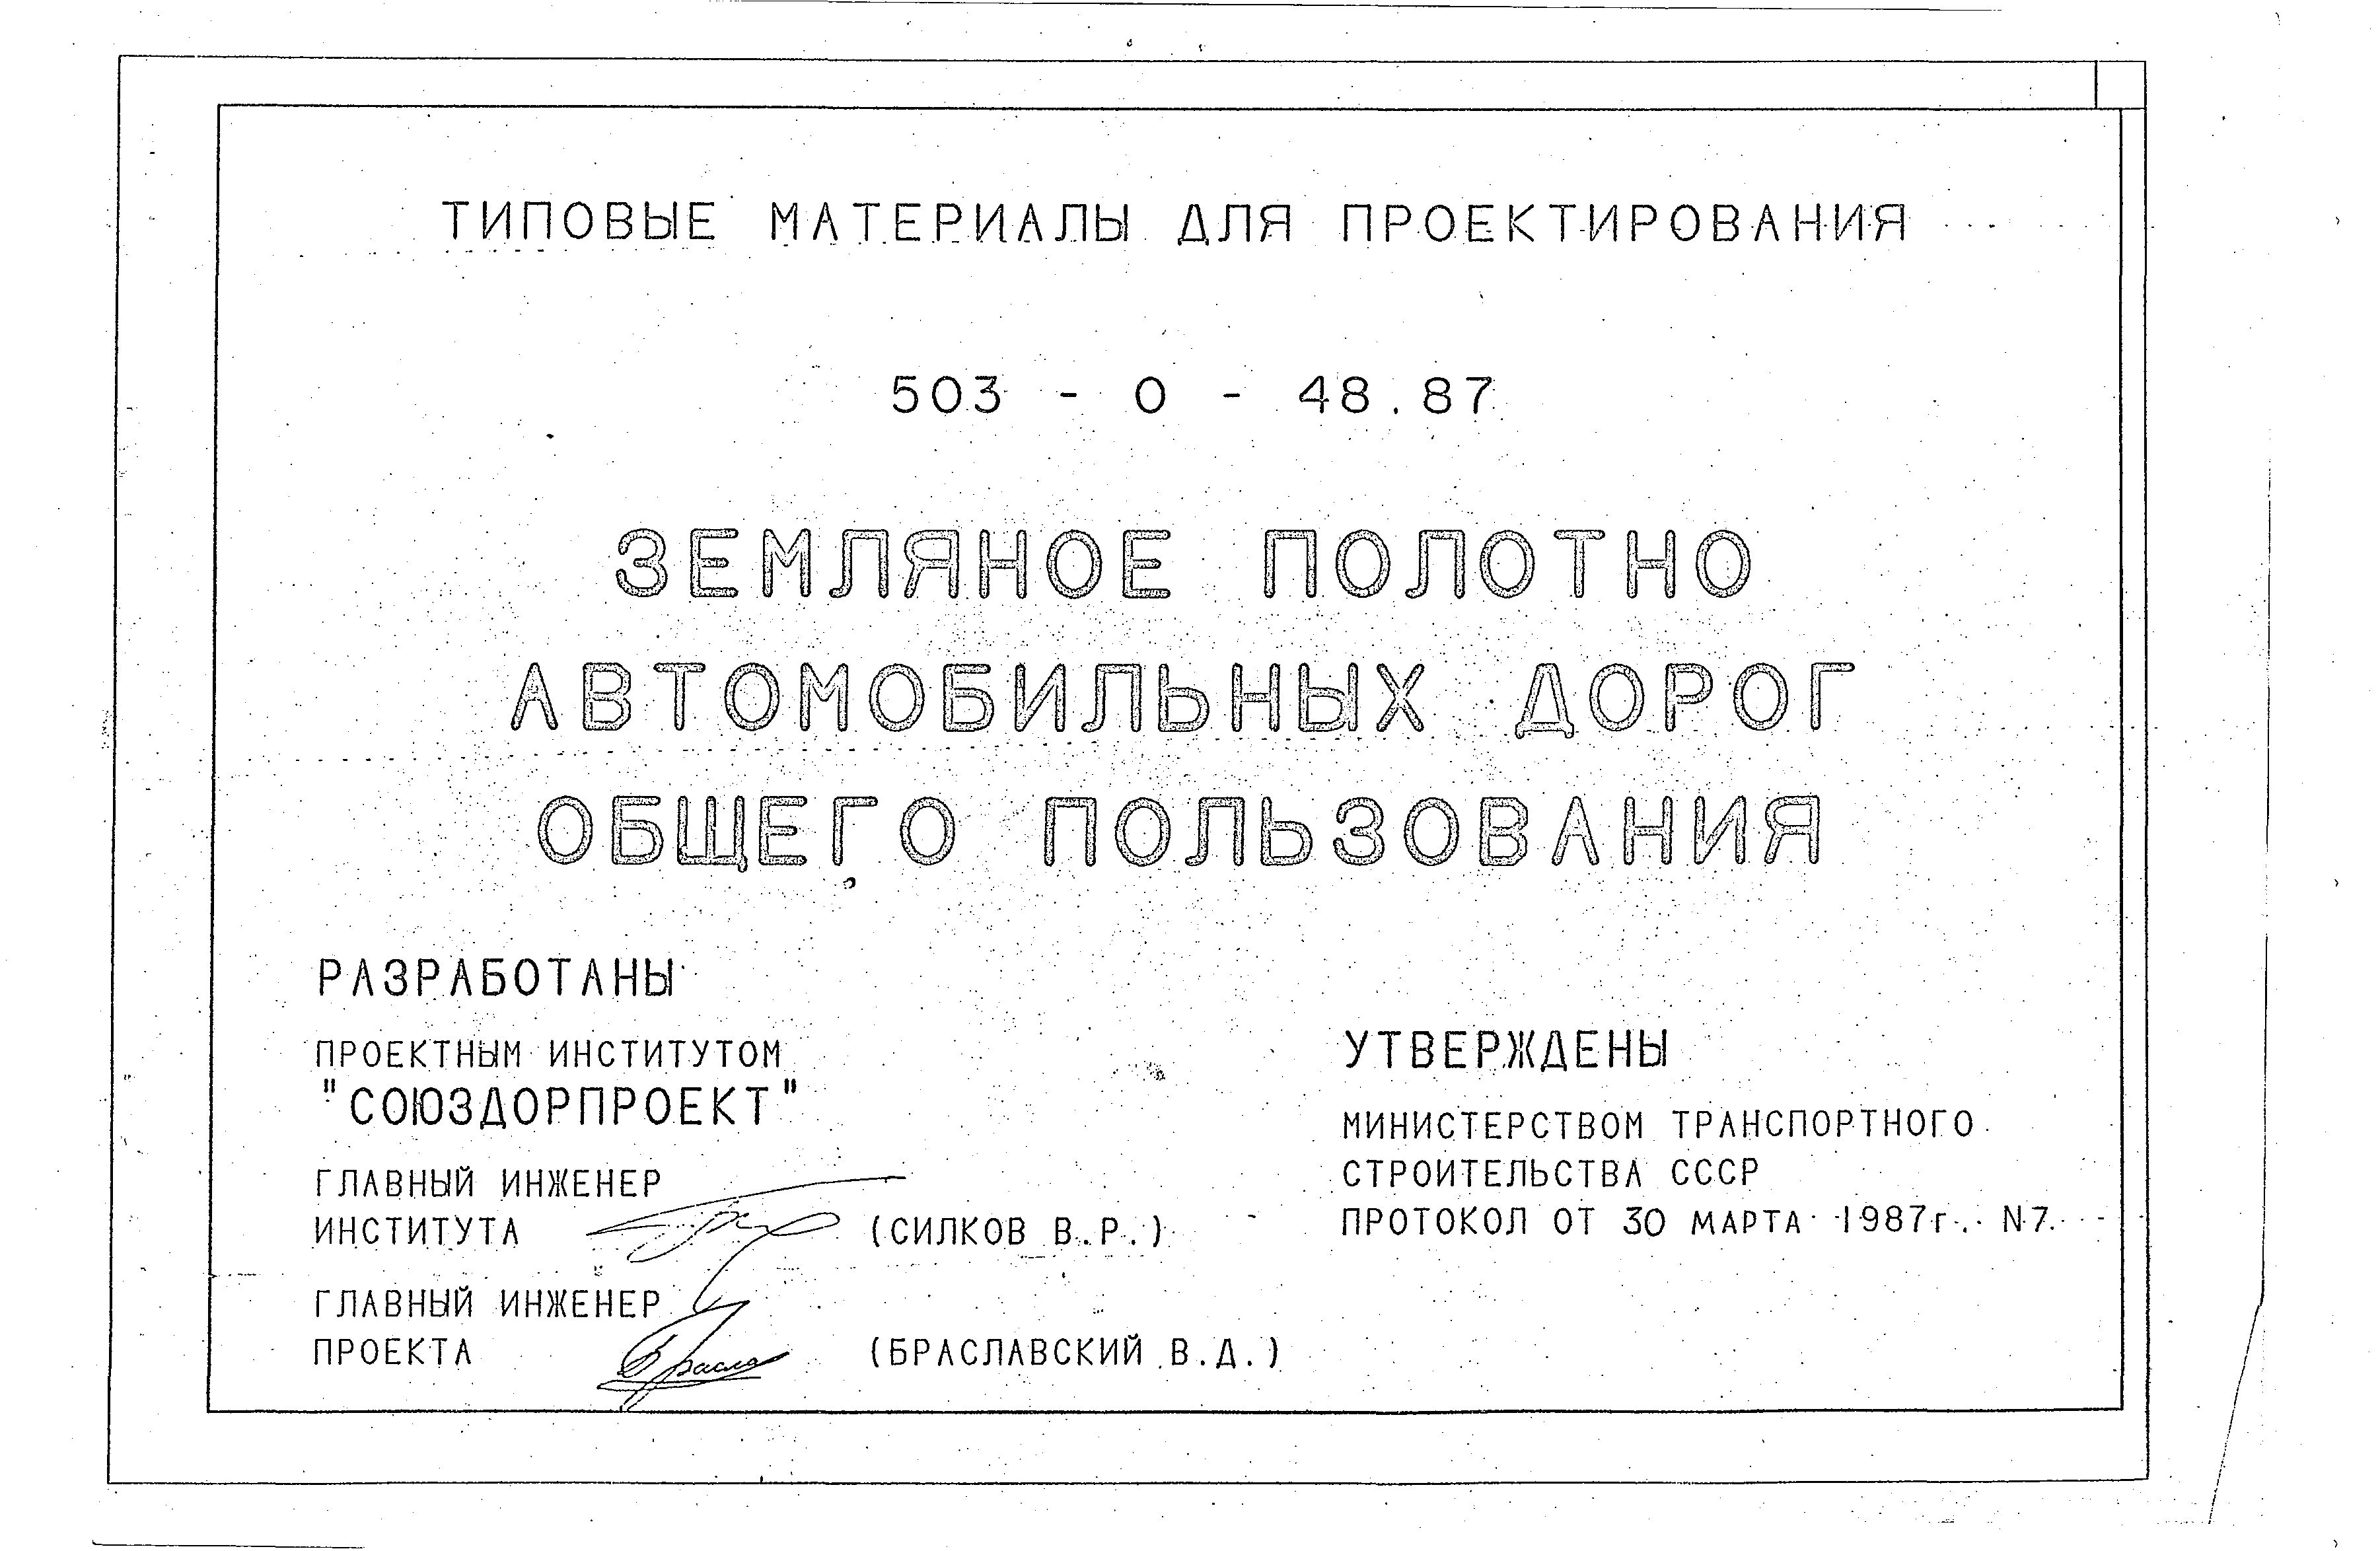 ТИПОВЫЕ МАТЕРИАЛЫ ДЛЯ ПРОЕКТИРОВАНИЯ
503 - 0 - 48.87
ЗЕМЛЯНОЕ ПОЛОТНО
АВТОМОБИЛЬНЫХ ДОРОГ
ОБЩЕГО ПОЛЬЗОВАНИЯ
РАЗРАБОТАНЫ
ПРОЕКТНЫМ ИНСТИТУТОМ
"СОЮЗДОРПРОЕКТ"
ГЛАВНЫЙ ИНЖЕНЕР
ИНСТИТУТА (СИЛКОВ В.Р.)
ГЛАВНЫЙ ИНЖЕНЕР
ПРОЕКТА (БРАСЛАВСКИЙ В.Д.)
УТВЕРЖДЕНЫ
МИНИСТЕРСТВОМ ТРАНСПОРТНОГО
СТРОИТЕЛЬСТВА СССР
ПРОТОКОЛ ОТ 30 МАРТА 1987г. N7.